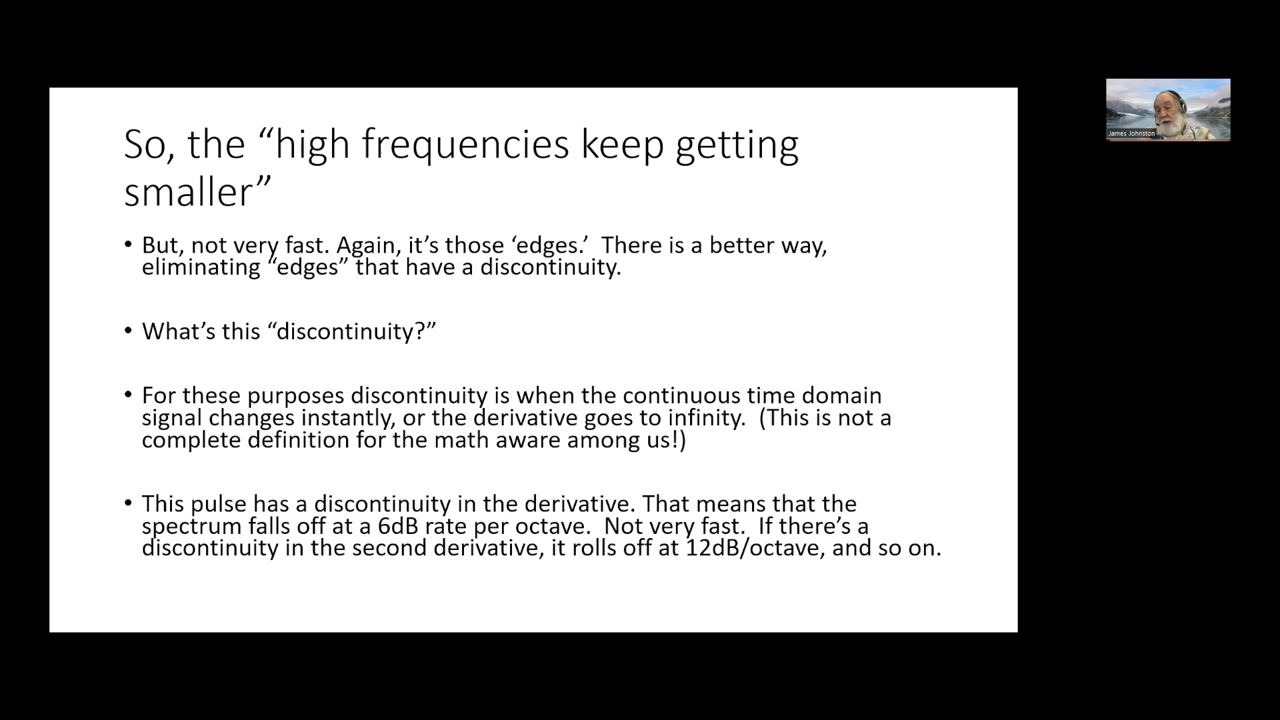 So, the “high frequencies keep getting
smaller”
• But, not very fast. Again, it’s those ‘edges.’  There is a better way,
eliminating “edges” that have a discontinuity.
• What’s this “discontinuity?”
• For these purposes discontinuity is when the continuous time domain
signal changes instantly, or the derivative goes to infinity.  (This is not a
complete definition for the math aware among us!)
• This pulse has a discontinuity in the derivative. That means that the
spectrum falls off at a 6dB rate per octave.  Not very fast.  If there’s a
discontinuity in the second derivative, it rolls off at 12dB/octave, and so on.
James Johnston